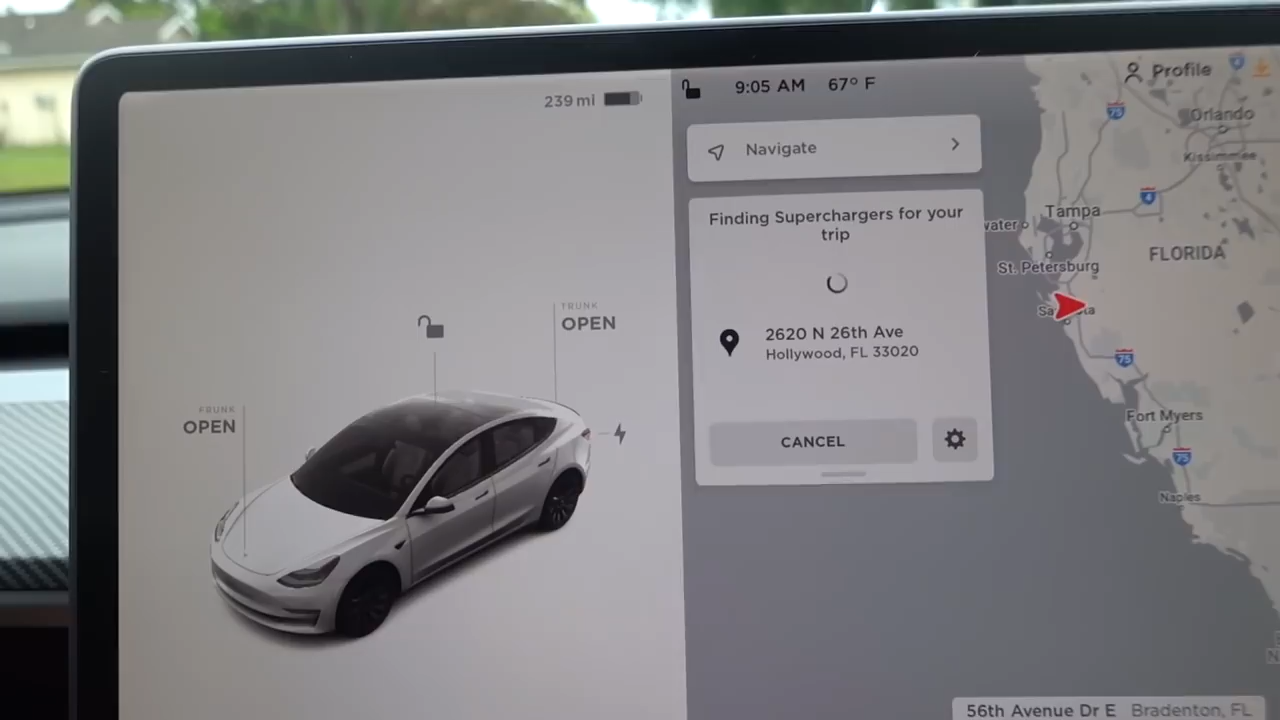 239 mi
9:05 AM 67° F
Profile
Navigate
Finding Superchargers for your
trip
2620 N 26th Ave
Hollywood, FL 33020
CANCEL
TRUNK
OPEN
FRUNK
OPEN
75
Orlando
Kissimmee
4
Tampa
water
St. Petersburg
FLORIDA
75
Fort Myers
75
Naples
56th Avenue Dr E Bradenton, FL